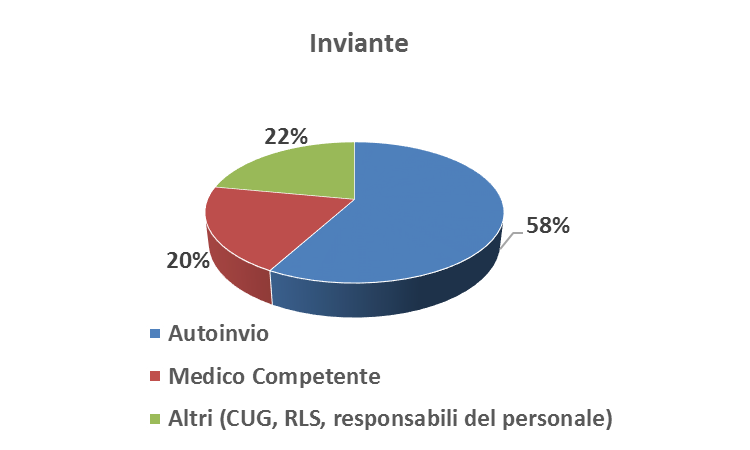 Inviante
22%
58%
20%
Autoinvio
Medico Competente
Altri (CUG, RLS, responsabili del personale)